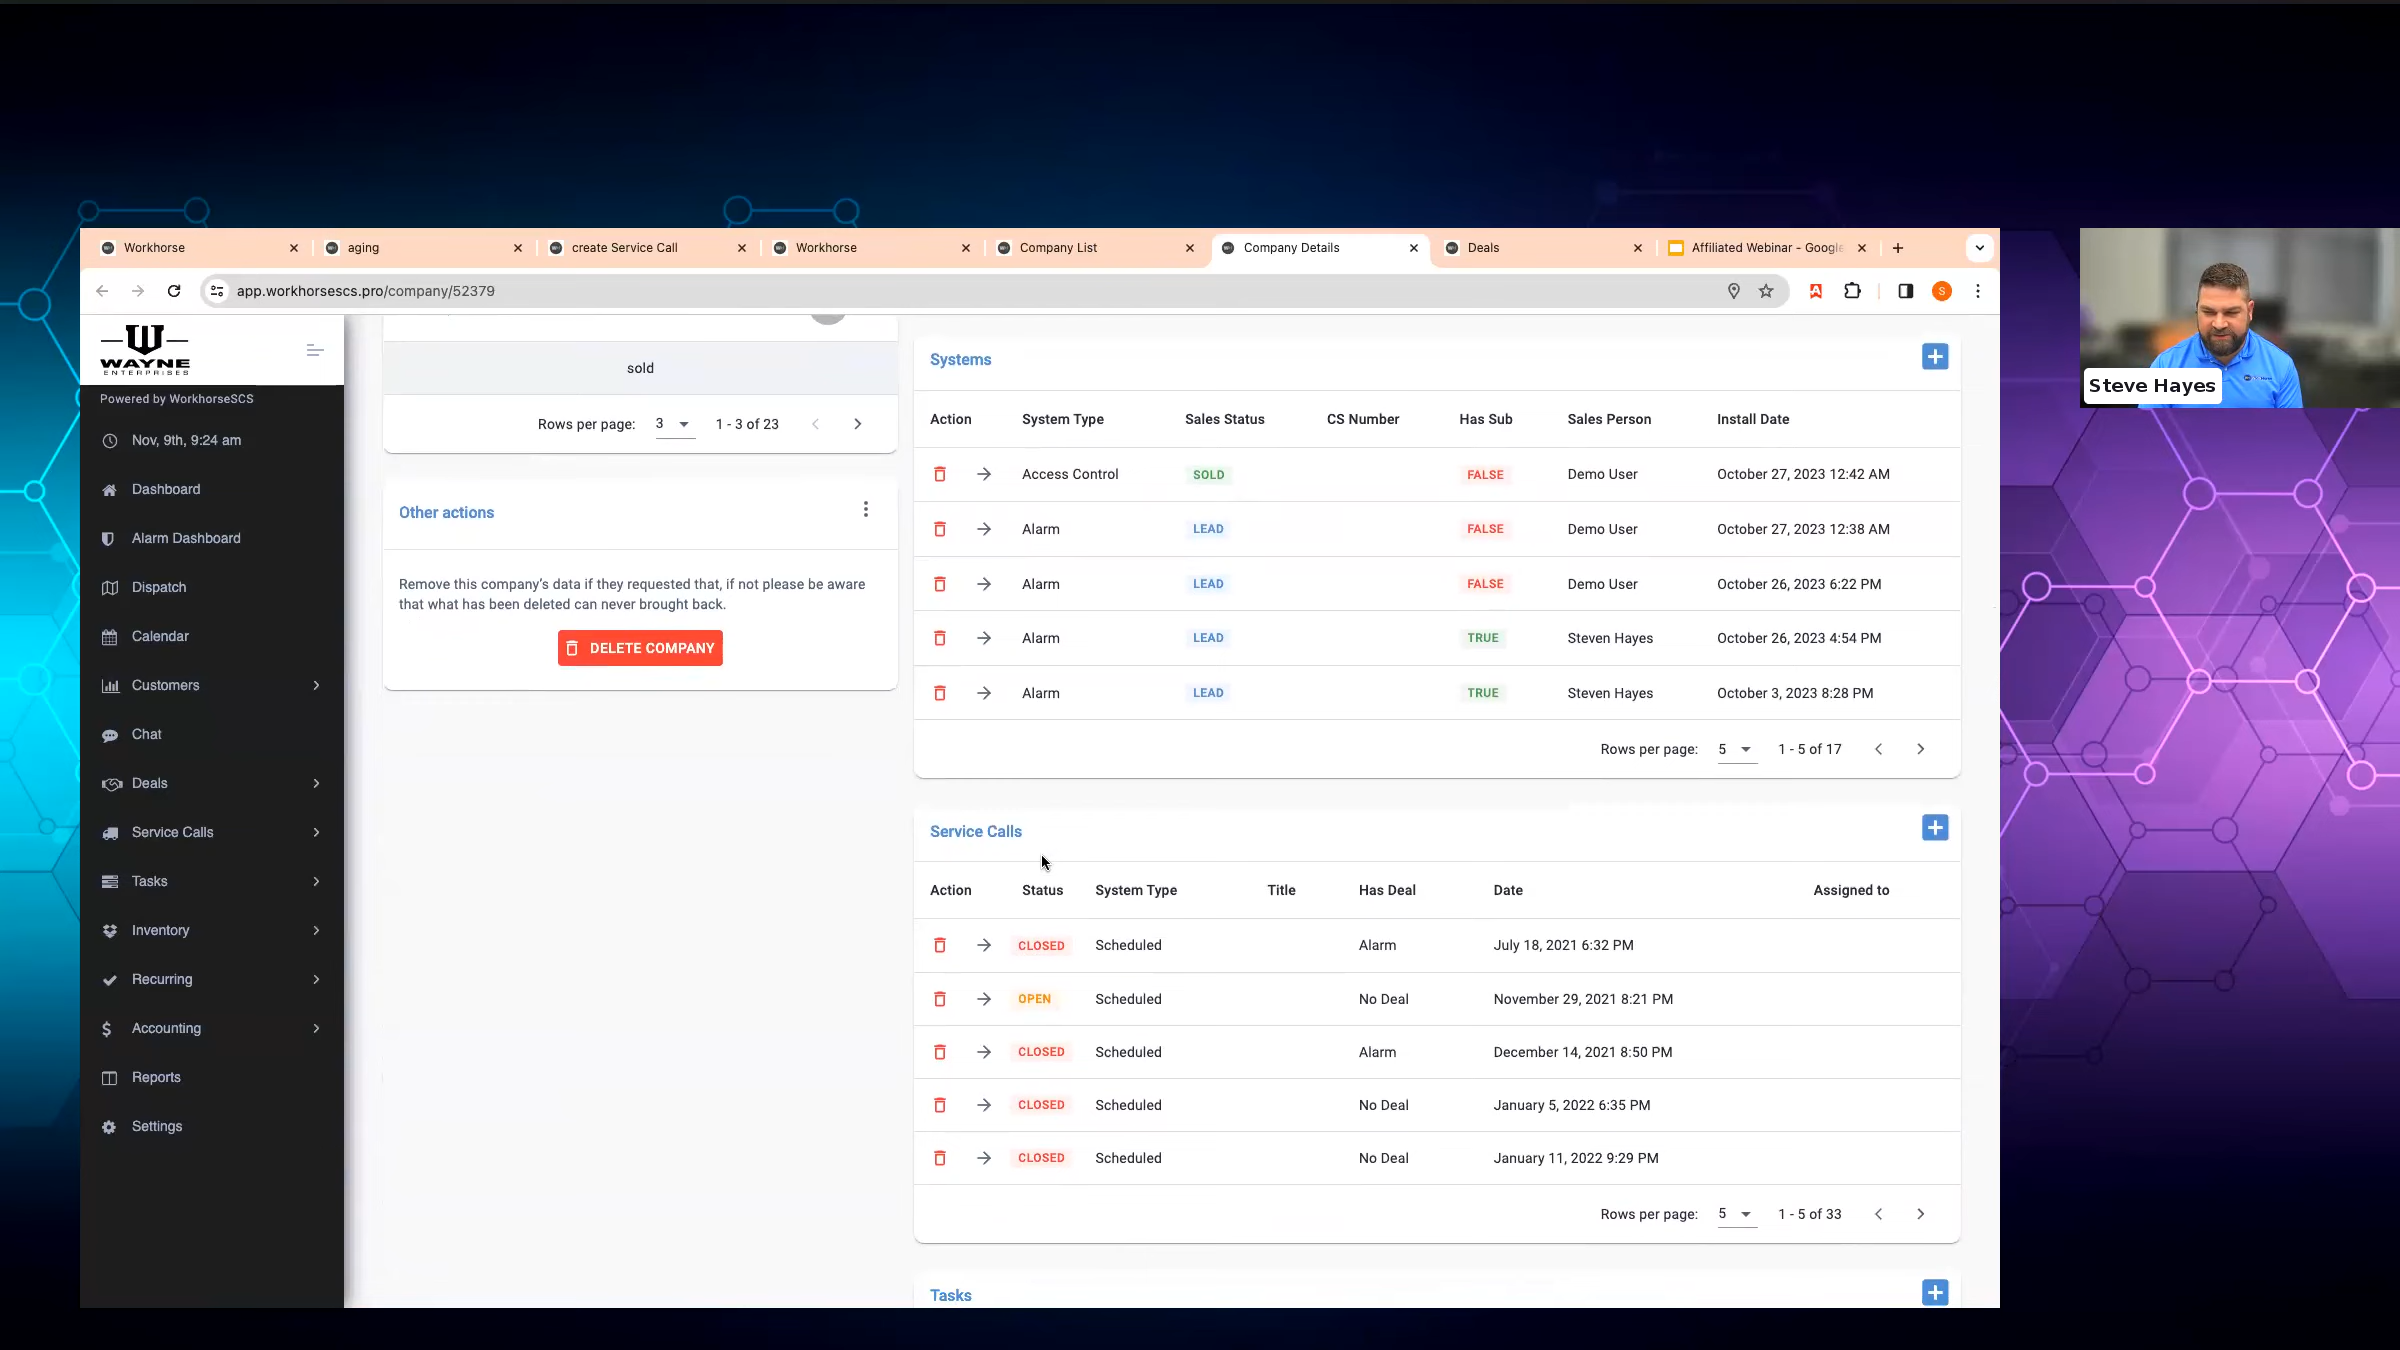 Workhorse
aging
create Service Call
Workhorse
Company List
Company Details
Deals
Affiliated Webinar - Google
app.workhorsescs.pro/company/52379
S
WAYNE
ENTERPRISES
Powered by WorkhorseSCS
Nov, 9th, 9:24 am
Dashboard
Alarm Dashboard
Dispatch
Calendar
Customers
Chat
Deals
Service Calls
Tasks
Inventory
Recurring
Accounting
Reports
Settings
sold
Rows per page: 3 1 - 3 of 23
Other actions
Remove this company's data if they requested that, if not please be aware
that what has been deleted can never brought back.
DELETE COMPANY
Systems
Action System Type Sales Status CS Number Has Sub Sales Person Install Date
Access Control SOLD FALSE Demo User October 27, 2023 12:42 AM
Alarm LEAD FALSE Demo User October 27, 2023 12:38 AM
Alarm LEAD FALSE Demo User October 26, 2023 6:22 PM
Alarm LEAD TRUE Steven Hayes October 26, 2023 4:54 PM
Alarm LEAD TRUE Steven Hayes October 3, 2023 8:28 PM
Rows per page: 5 1 - 5 of 17
Service Calls
Action Status System Type Title Has Deal Date Assigned to
CLOSED Scheduled Alarm July 18, 2021 6:32 PM
OPEN Scheduled No Deal November 29, 2021 8:21 PM
CLOSED Scheduled Alarm December 14, 2021 8:50 PM
CLOSED Scheduled No Deal January 5, 2022 6:35 PM
CLOSED Scheduled No Deal January 11, 2022 9:29 PM
Rows per page: 5 1 - 5 of 33
Tasks
Steve Hayes